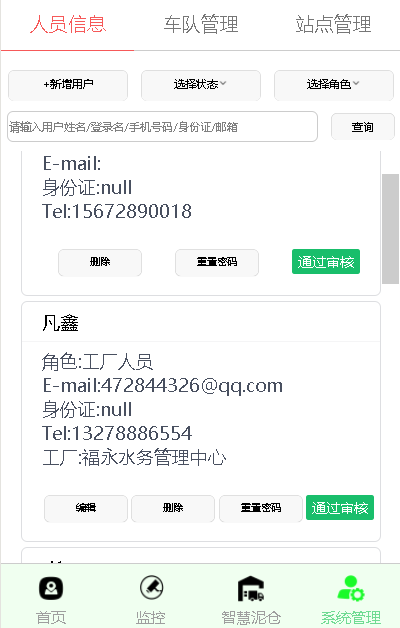 人员信息 车队管理 站点管理
+新增用户 选择状态 选择角色
请输入用户姓名/登录名/手机号码/身份证/邮箱 查询
E-mail:
身份证:null
Tel:15672890018
删除 重置密码 通过审核
凡鑫
角色:工厂人员
E-mail:472844326@qq.com
身份证:null
Tel:13278886554
工厂:福永水务管理中心
编辑 删除 重置密码 通过审核
首页 监控 智慧泥仓 系统管理